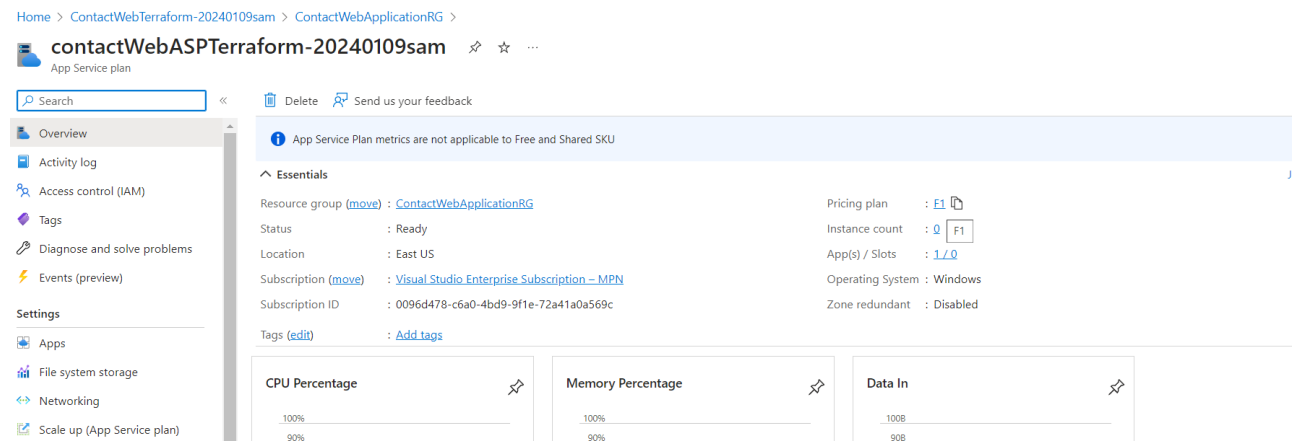 Home > ContactWebTerraform-20240109sam > ContactWebApplicationRG >
contactWebASPTerraform-20240109sam
App Service plan
Search
Delete Send us your feedback
App Service Plan metrics are not applicable to Free and Shared SKU
Overview
Activity log
Access control (IAM)
Tags
Diagnose and solve problems
Events (preview)
Settings
Apps
File system storage
Networking
Scale up (App Service plan)
Essentials
J
Resource group (move) : ContactWebApplicationRG
Status : Ready
Location : East US
Subscription (move) : Visual Studio Enterprise Subscription – MPN
Subscription ID : 0096d478-c6a0-4bd9-9f1e-72a41a0a569c
Tags (edit) : Add tags
Pricing plan : F1
Instance count : 0
F1
App(s) / Slots : 1 / 0
Operating System : Windows
Zone redundant : Disabled
CPU Percentage
100%
90%
Memory Percentage
100%
90%
Data In
100B
90B